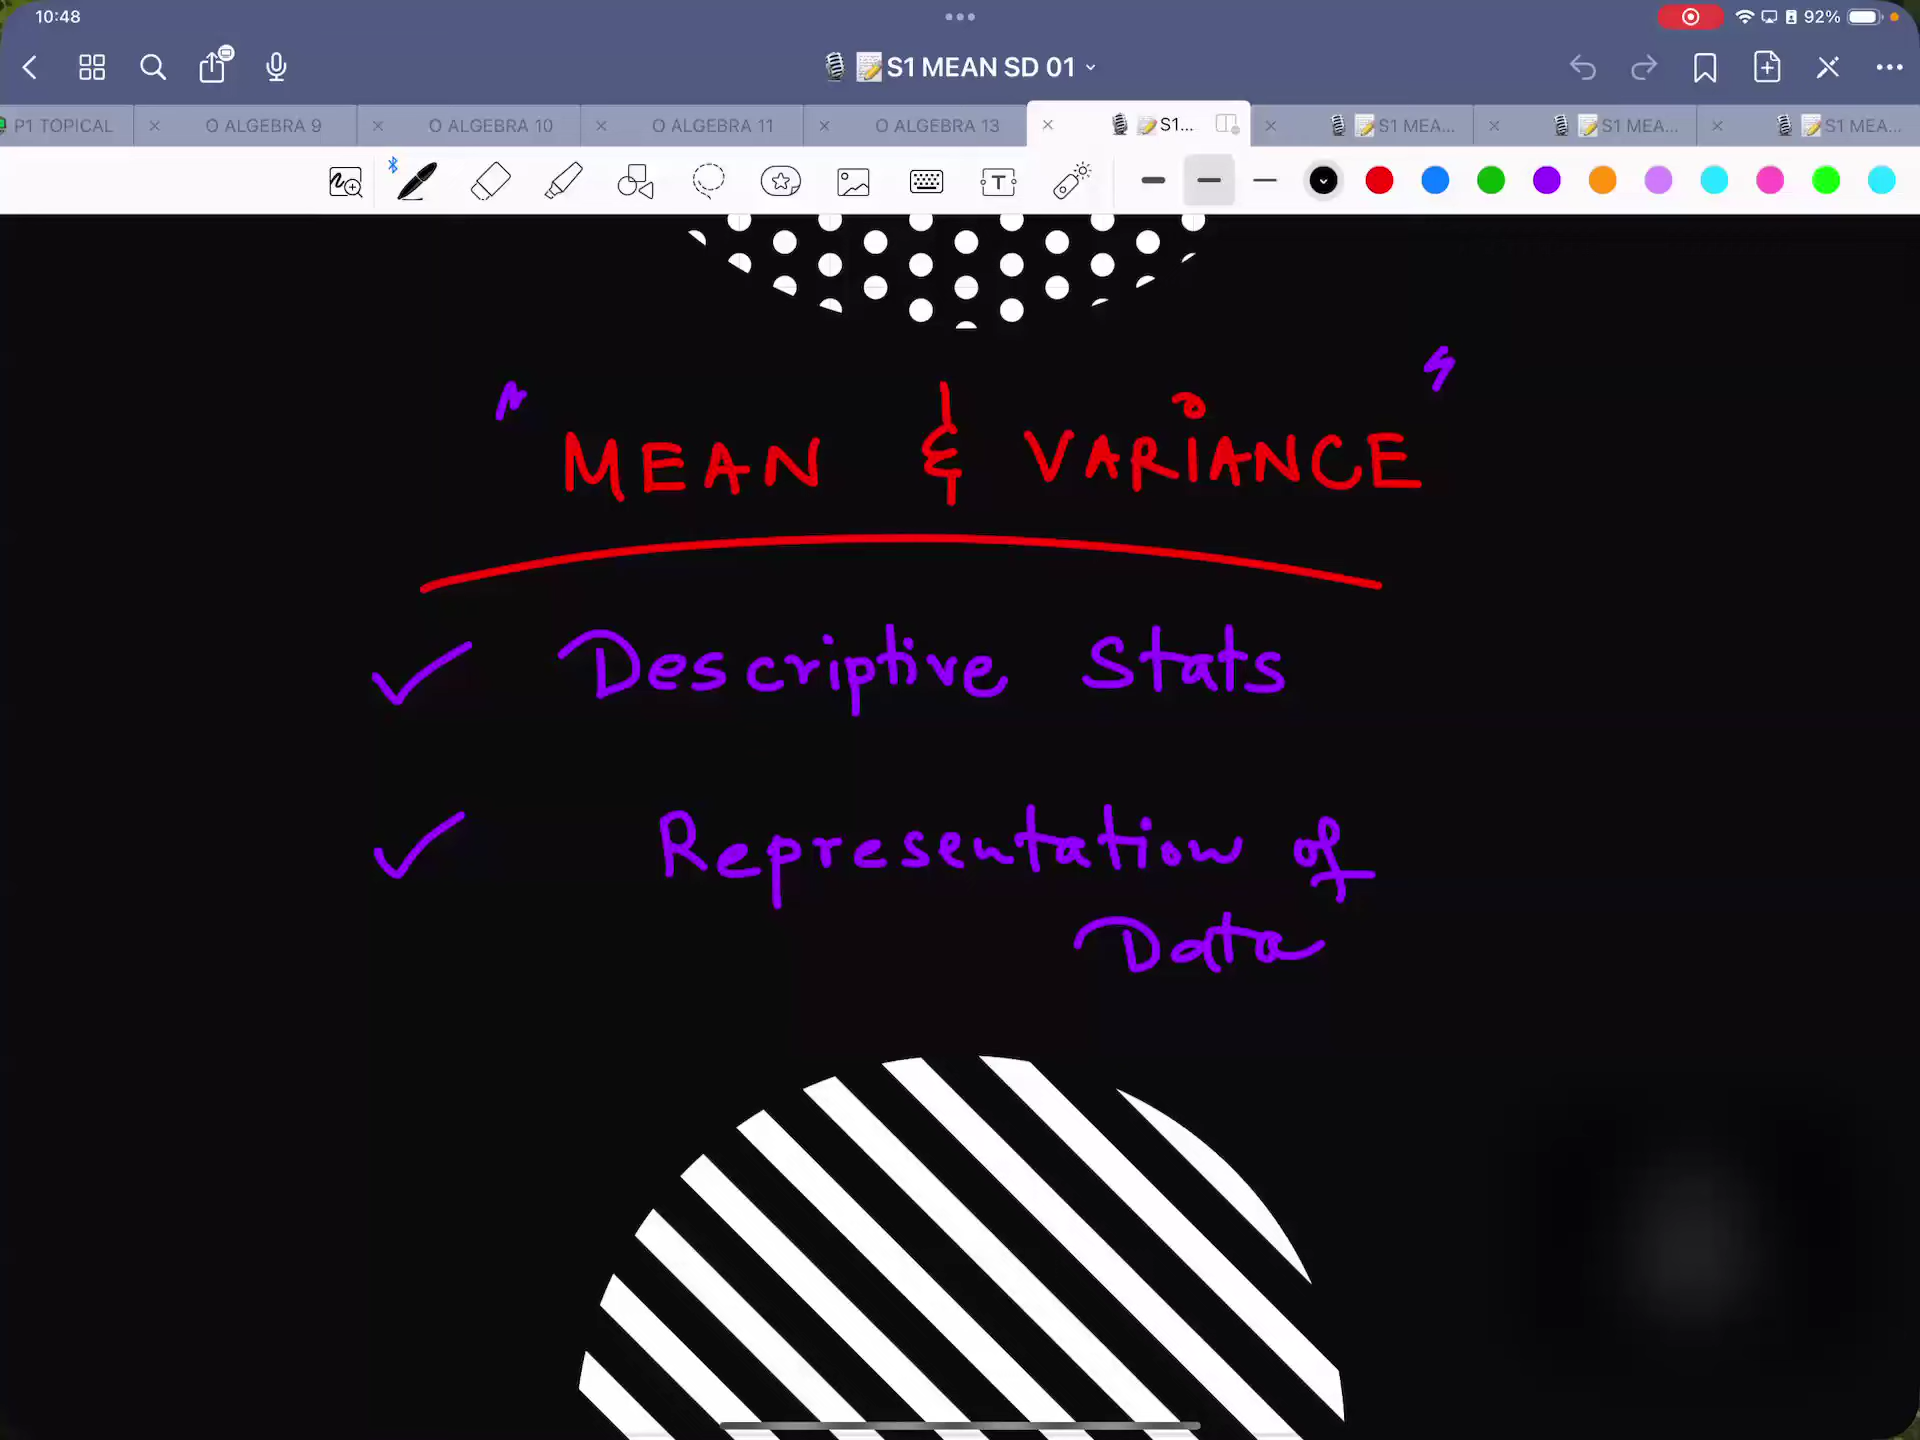 10:48
92%
S1 MEAN SD 01
P1 TOPICAL
O ALGEBRA 9
O ALGEBRA 10
O ALGEBRA 11
O ALGEBRA 13
S1...
S1 MEA...
S1 MEA...
S1 MEA...
T
" MEAN & VARIANCE "
Descriptive Stats
Representation of
Data